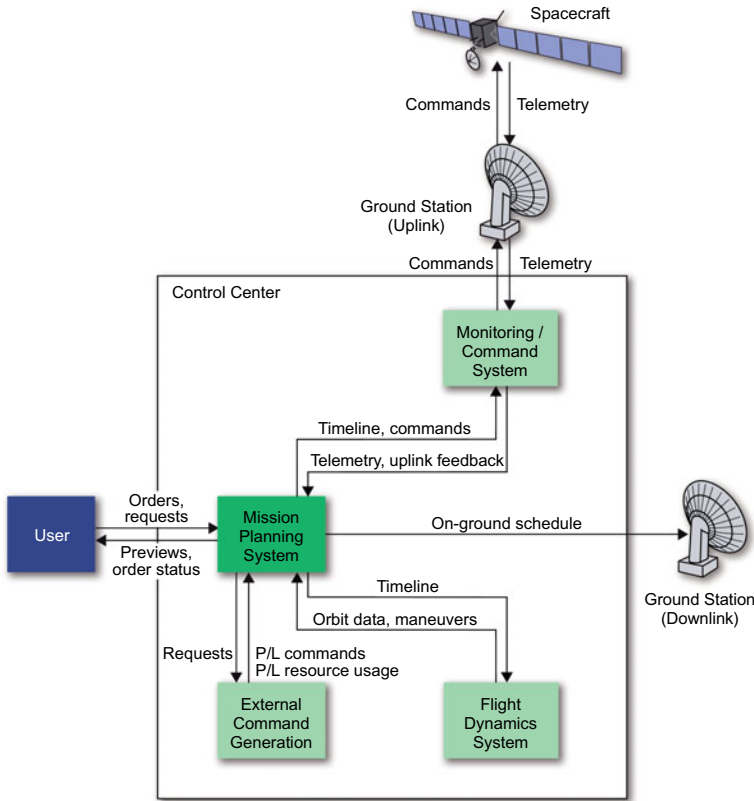 Spacecraft
Commands
Telemetry
Ground Station
(Uplink)
Commands
Telemetry
Control Center
Monitoring /
Command
System
Timeline, commands
Telemetry, uplink feedback
User
Orders,
requests
Previews,
order status
Mission
Planning
System
On-ground schedule
Ground Station
(Downlink)
Timeline
Orbit data, maneuvers
Requests
P/L commands
P/L resource usage
External
Command
Generation
Flight
Dynamics
System